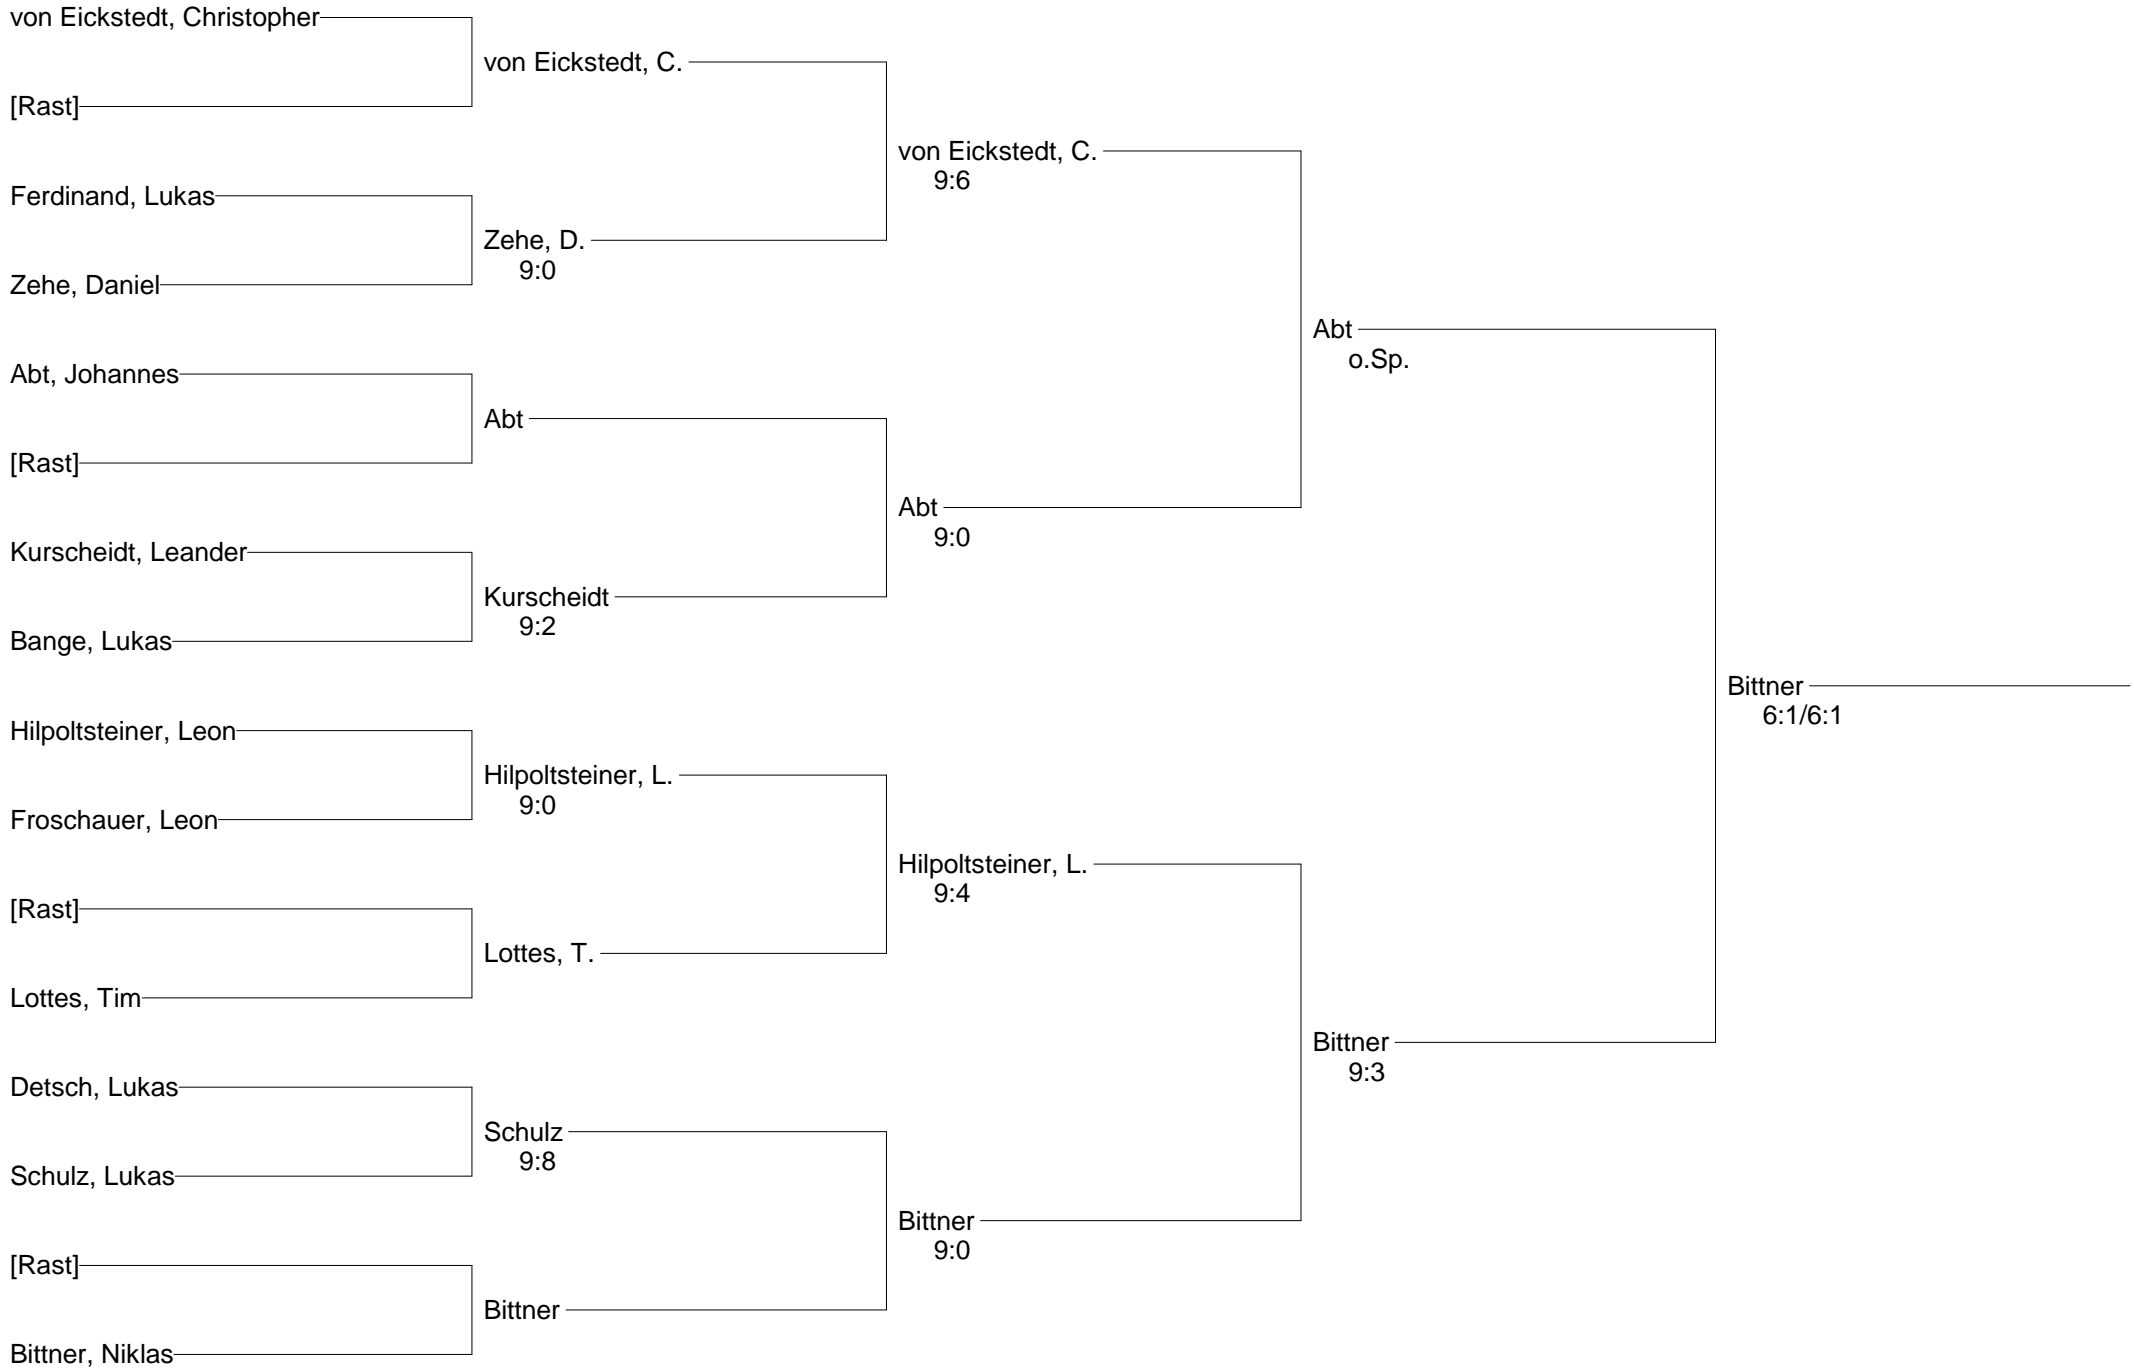 von Eickstedt, Christopher
[Rast]
Ferdinand, Lukas
Zehe, Daniel
Abt, Johannes
[Rast]
Kurscheidt, Leander
Bange, Lukas
Hilpoltsteiner, Leon
Froschauer, Leon
[Rast]
Lottes, Tim
Detsch, Lukas
Schulz, Lukas
[Rast]
Bittner, Niklas
von Eickstedt, C.
Zehe, D.
9:0
Abt
Kurscheidt
9:2
Hilpoltsteiner, L.
9:0
Lottes, T.
Schulz
9:8
Bittner
von Eickstedt, C.
9:6
Abt
9:0
Hilpoltsteiner, L.
9:4
Bittner
9:0
Abt
o.Sp.
Bittner
9:3
Bittner
6:1/6:1